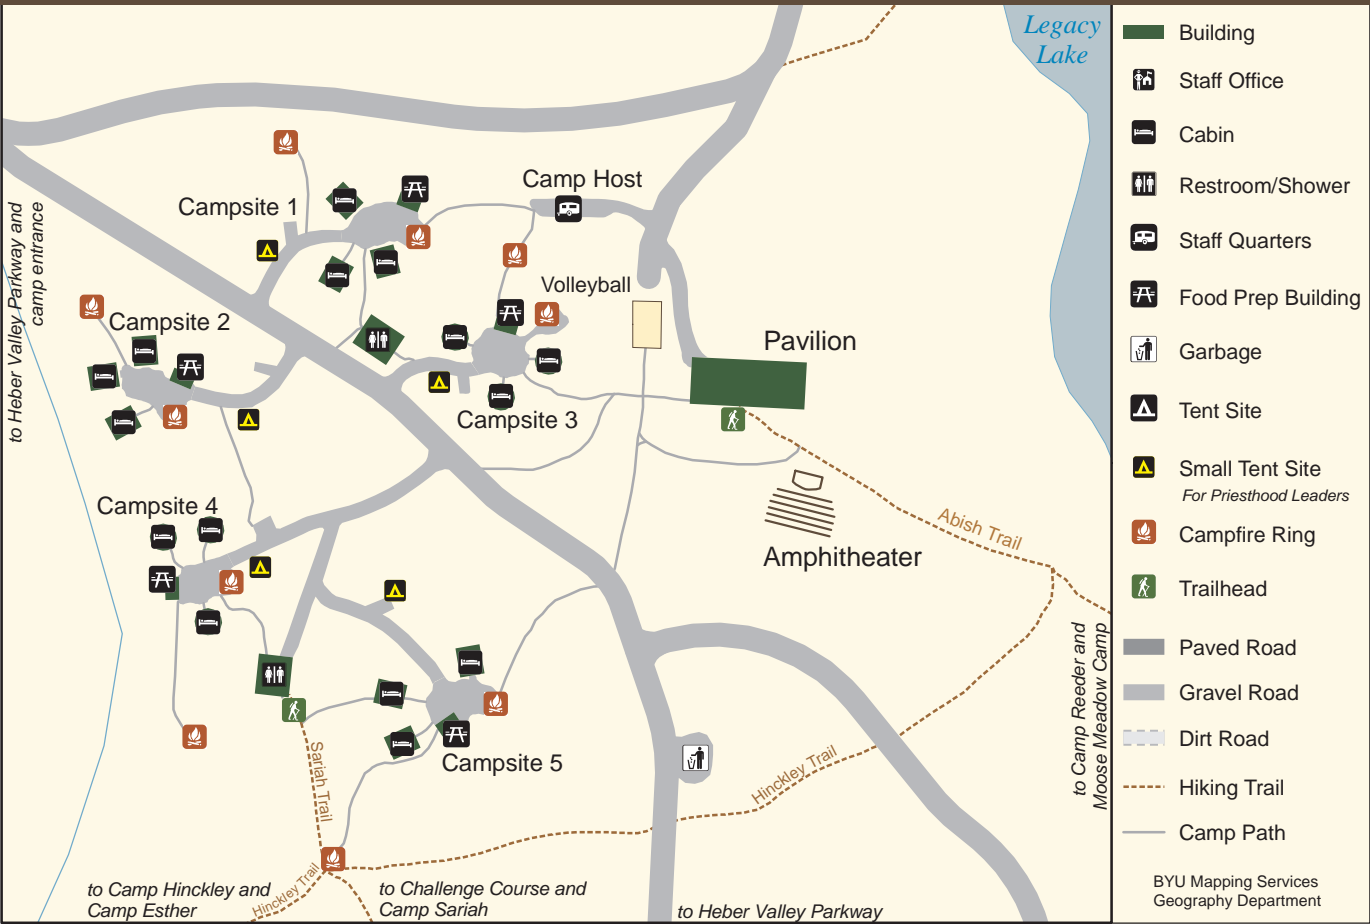 Legacy
Lake
Camp Host
Campsite 1
to Heber Valley Parkway and
camp entrance
Volleyball
Campsite 2
Pavilion
Campsite 3
Campsite 4
Abish Trail
Amphitheater
to Camp Reeder and
Moose Meadow Camp
Campsite 5
Sariah Trail
Hinckley Trail
Hinckley Trail
to Camp Hinckley and
Camp Esther
to Challenge Course and
Camp Sariah
to Heber Valley Parkway
Building
Staff Office
Cabin
Restroom/Shower
Staff Quarters
Food Prep Building
Garbage
Tent Site
Small Tent Site
For Priesthood Leaders
Campfire Ring
Trailhead
Paved Road
Gravel Road
Dirt Road
Hiking Trail
Camp Path
BYU Mapping Services
Geography Department